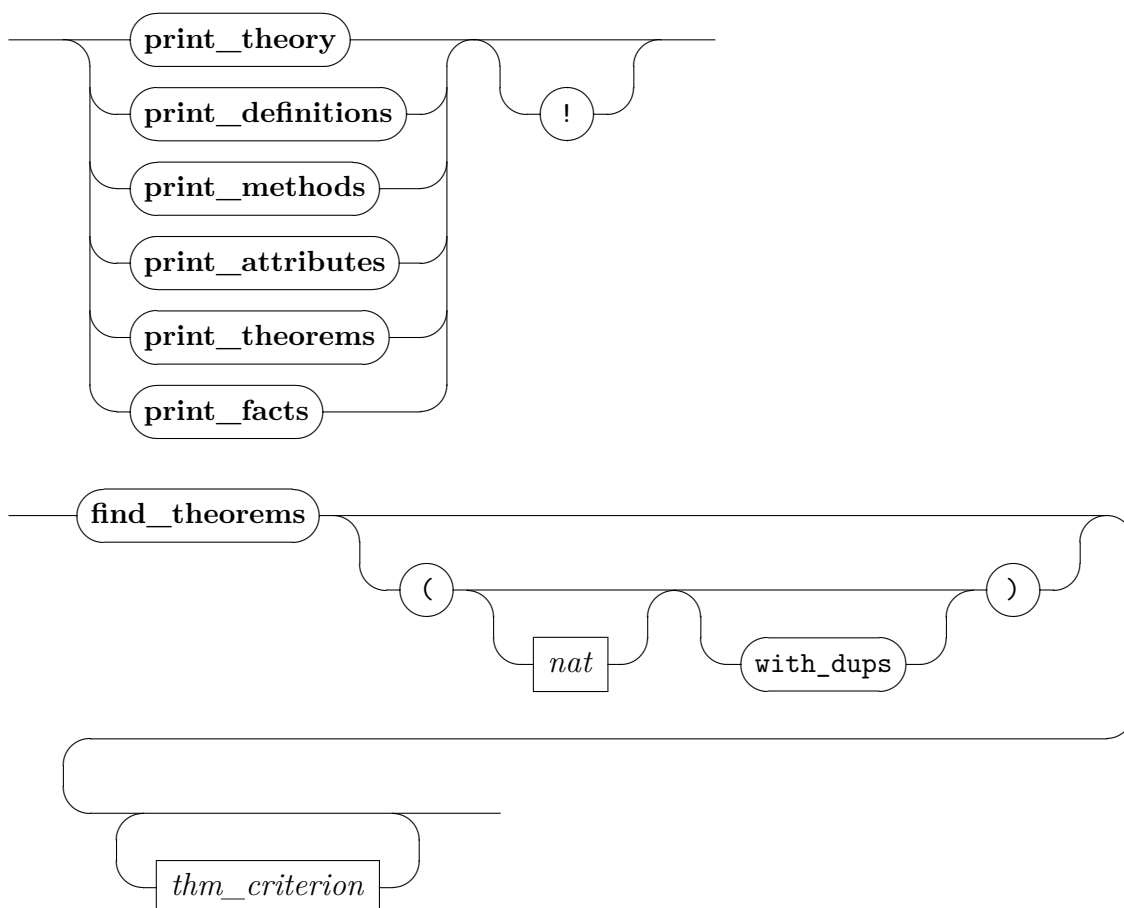 print_theory
print_definitions !
print_methods
print_attributes
print_theorems
print_facts
find_theorems
( )
nat with_dups
thm_criterion